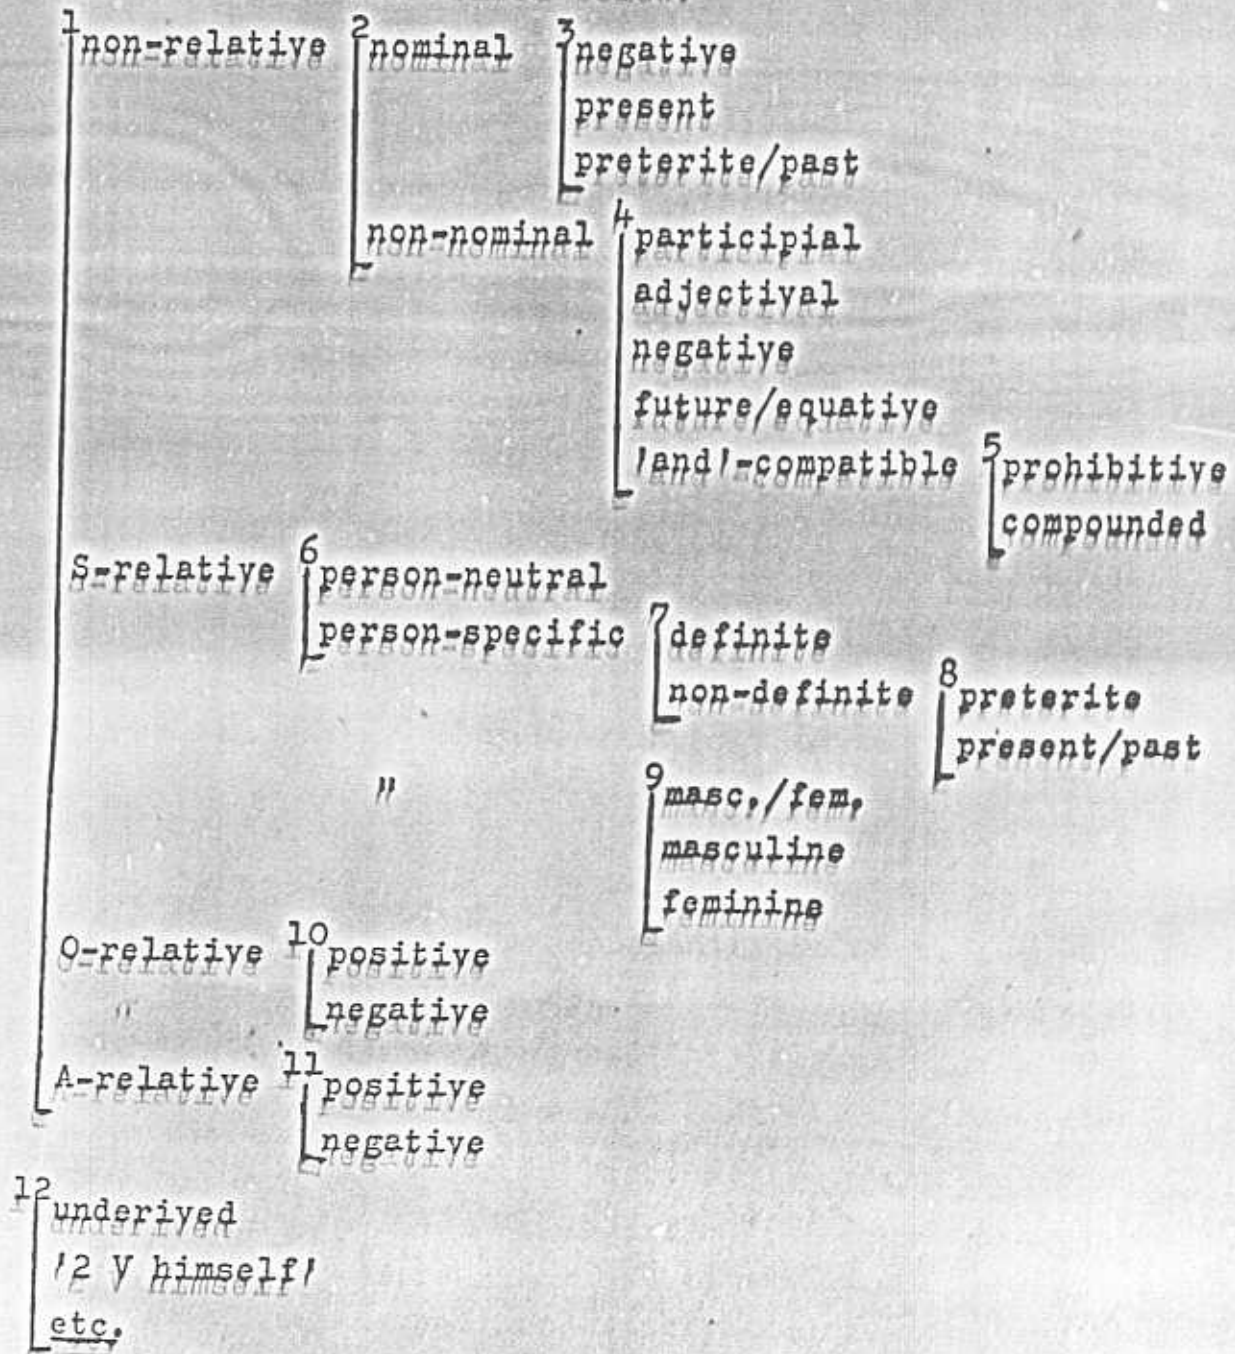 1 non-relative 2 nominal 3 negative
present
preterite/past
non-nominal 4 participial
adjectival
negative
future/equative
'and'-compatible 5 prohibitive
compounded
S-relative 6 person-neutral
person-specific 7 definite
non-definite 8 preterite
present/past
" 9 masc./fem.
masculine
feminine
O-relative 10 positive
" negative
A-relative 11 positive
negative
12 underived
'2 V himself'
etc.